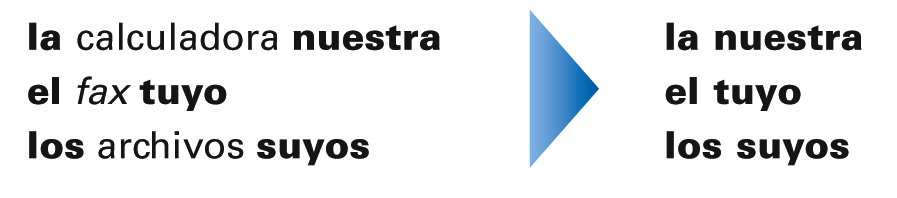 la calculadora nuestra
el fax tuyo
los archivos suyos
la nuestra
el tuyo
los suyos